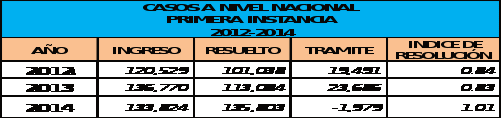 CASOS A NIVEL NACIONAL
PRIMERA INSTANCIA
2012-2014
AÑO INGRESO RESUELTO TRAMITE INDICE DE RESOLUCIÓN
2012 120,529 101,038 19,491 0.84
2013 136,770 113,084 23,686 0.83
2014 133,824 135,803 -1,979 1.01